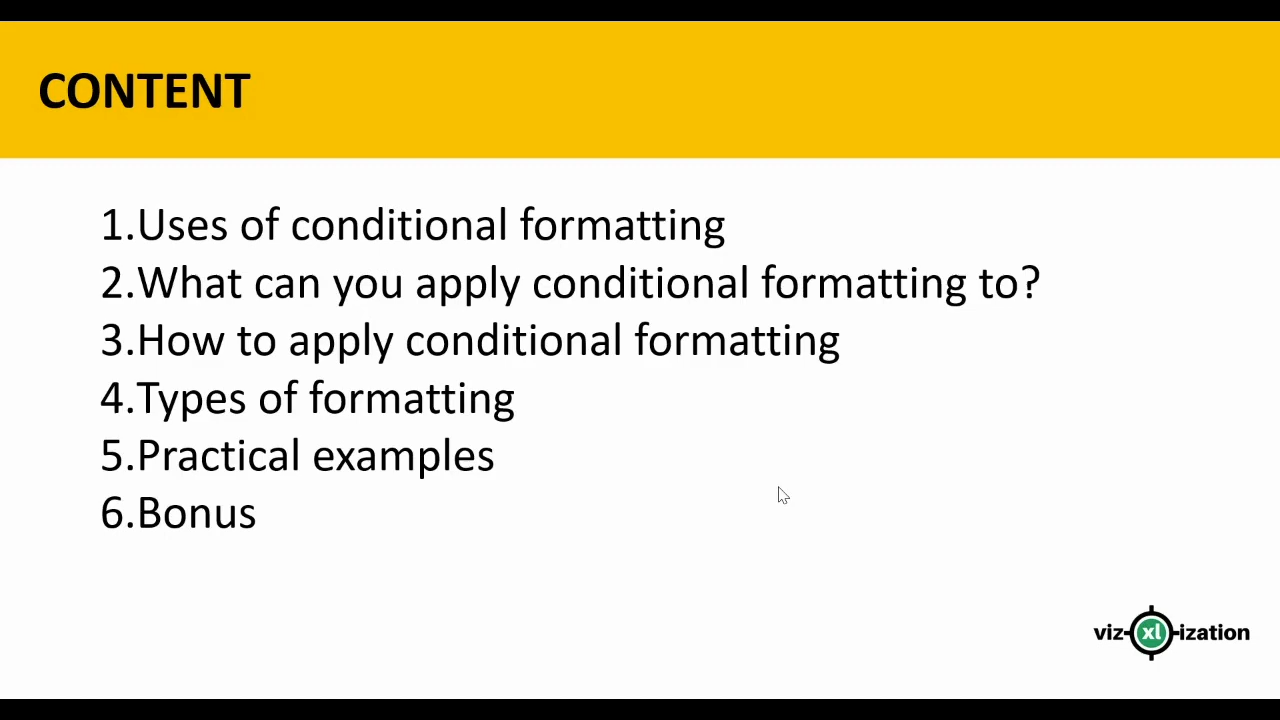 CONTENT
1.Uses of conditional formatting
2.What can you apply conditional formatting to?
3.How to apply conditional formatting
4.Types of formatting
5.Practical examples
6.Bonus
viz-xl-ization